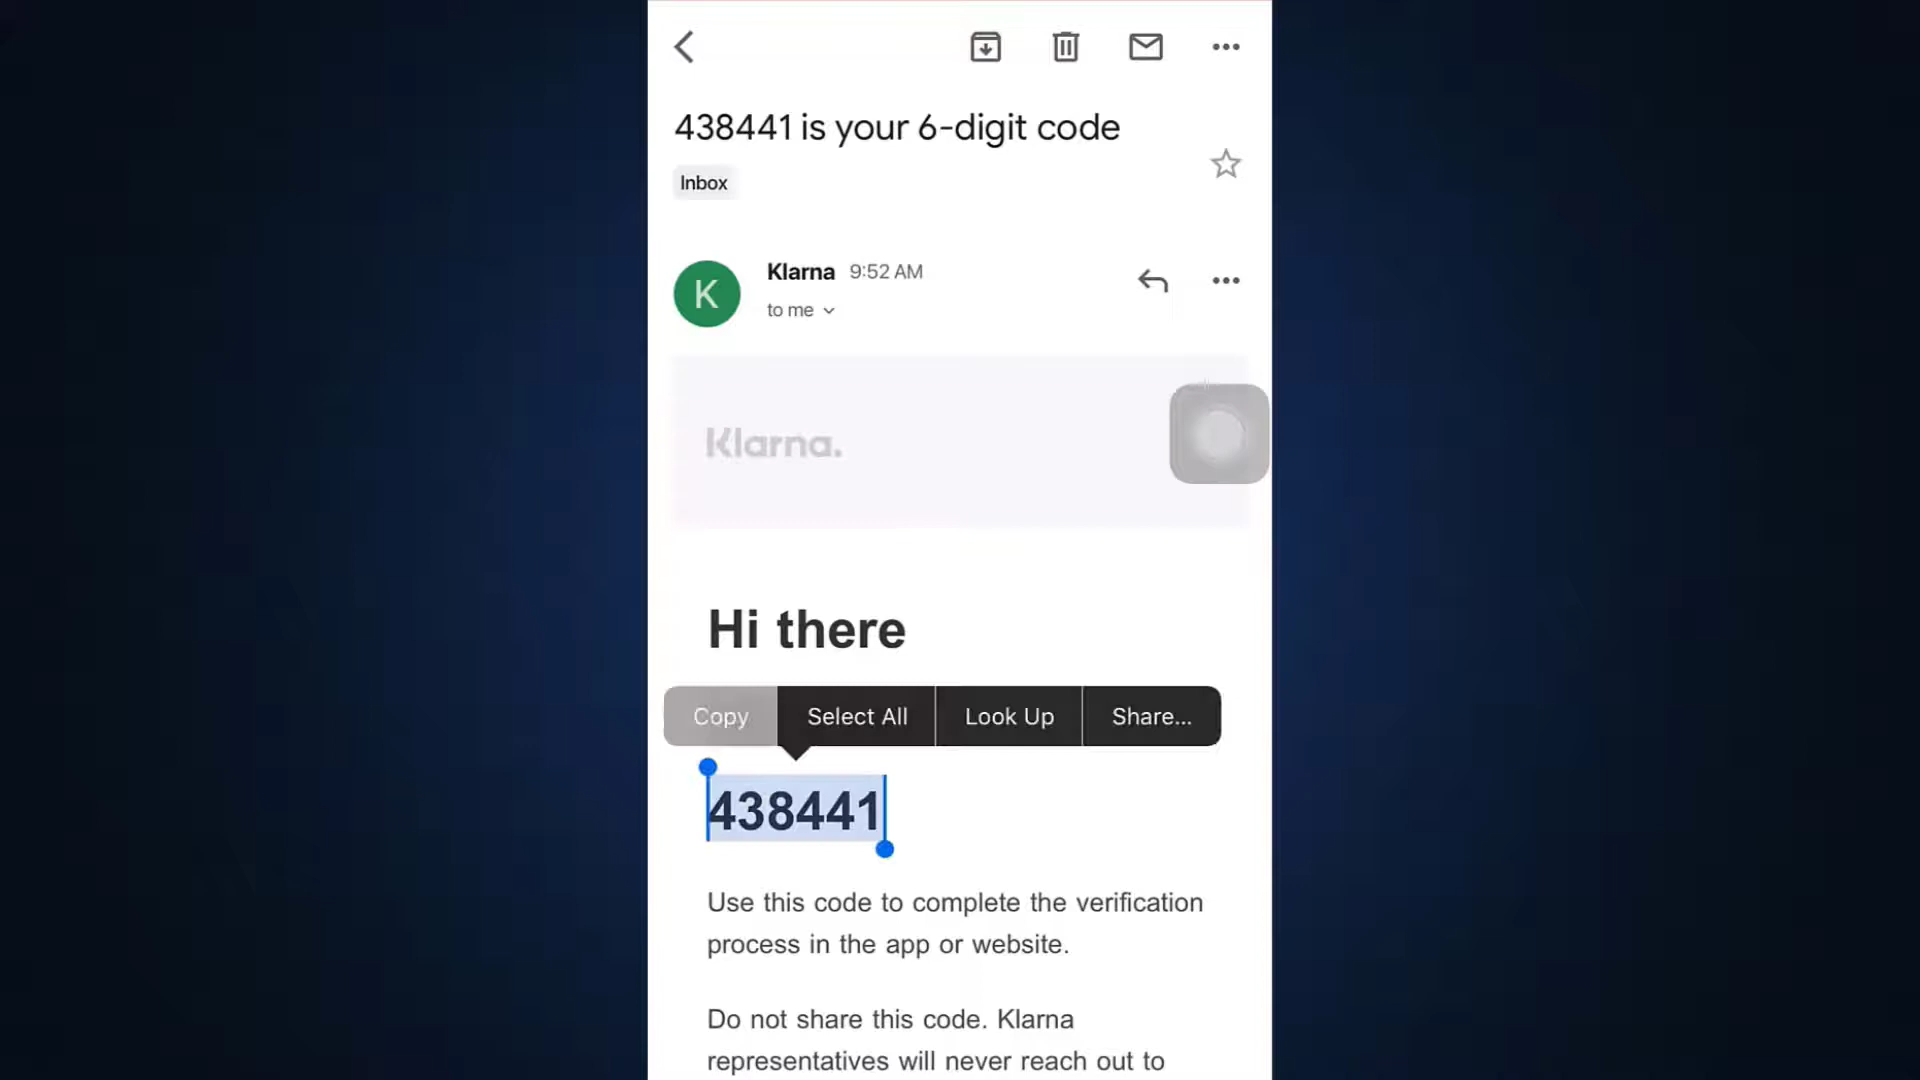 438441 is your 6-digit code
Inbox
K
Klarna 9:52 AM
to me
Klarna.
Hi there
Copy Select All Look Up Share...
438441
Use this code to complete the verification
process in the app or website.
Do not share this code. Klarna
representatives will never reach out to